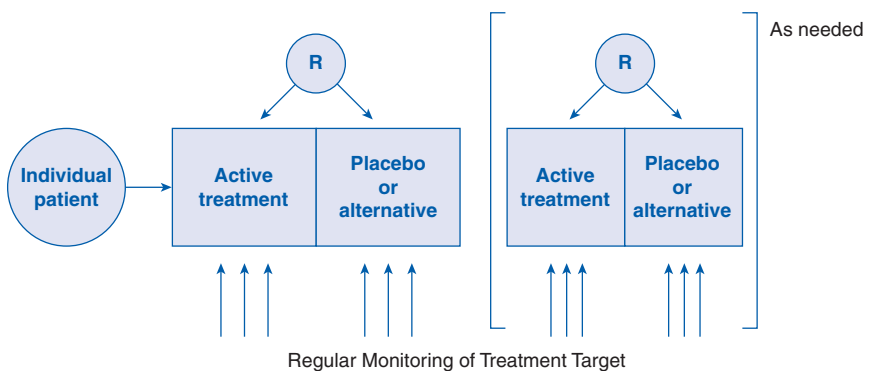 R
R
As needed
Individual
patient
Active
treatment
Placebo
or
alternative
Active
treatment
Placebo
or
alternative
Regular Monitoring of Treatment Target